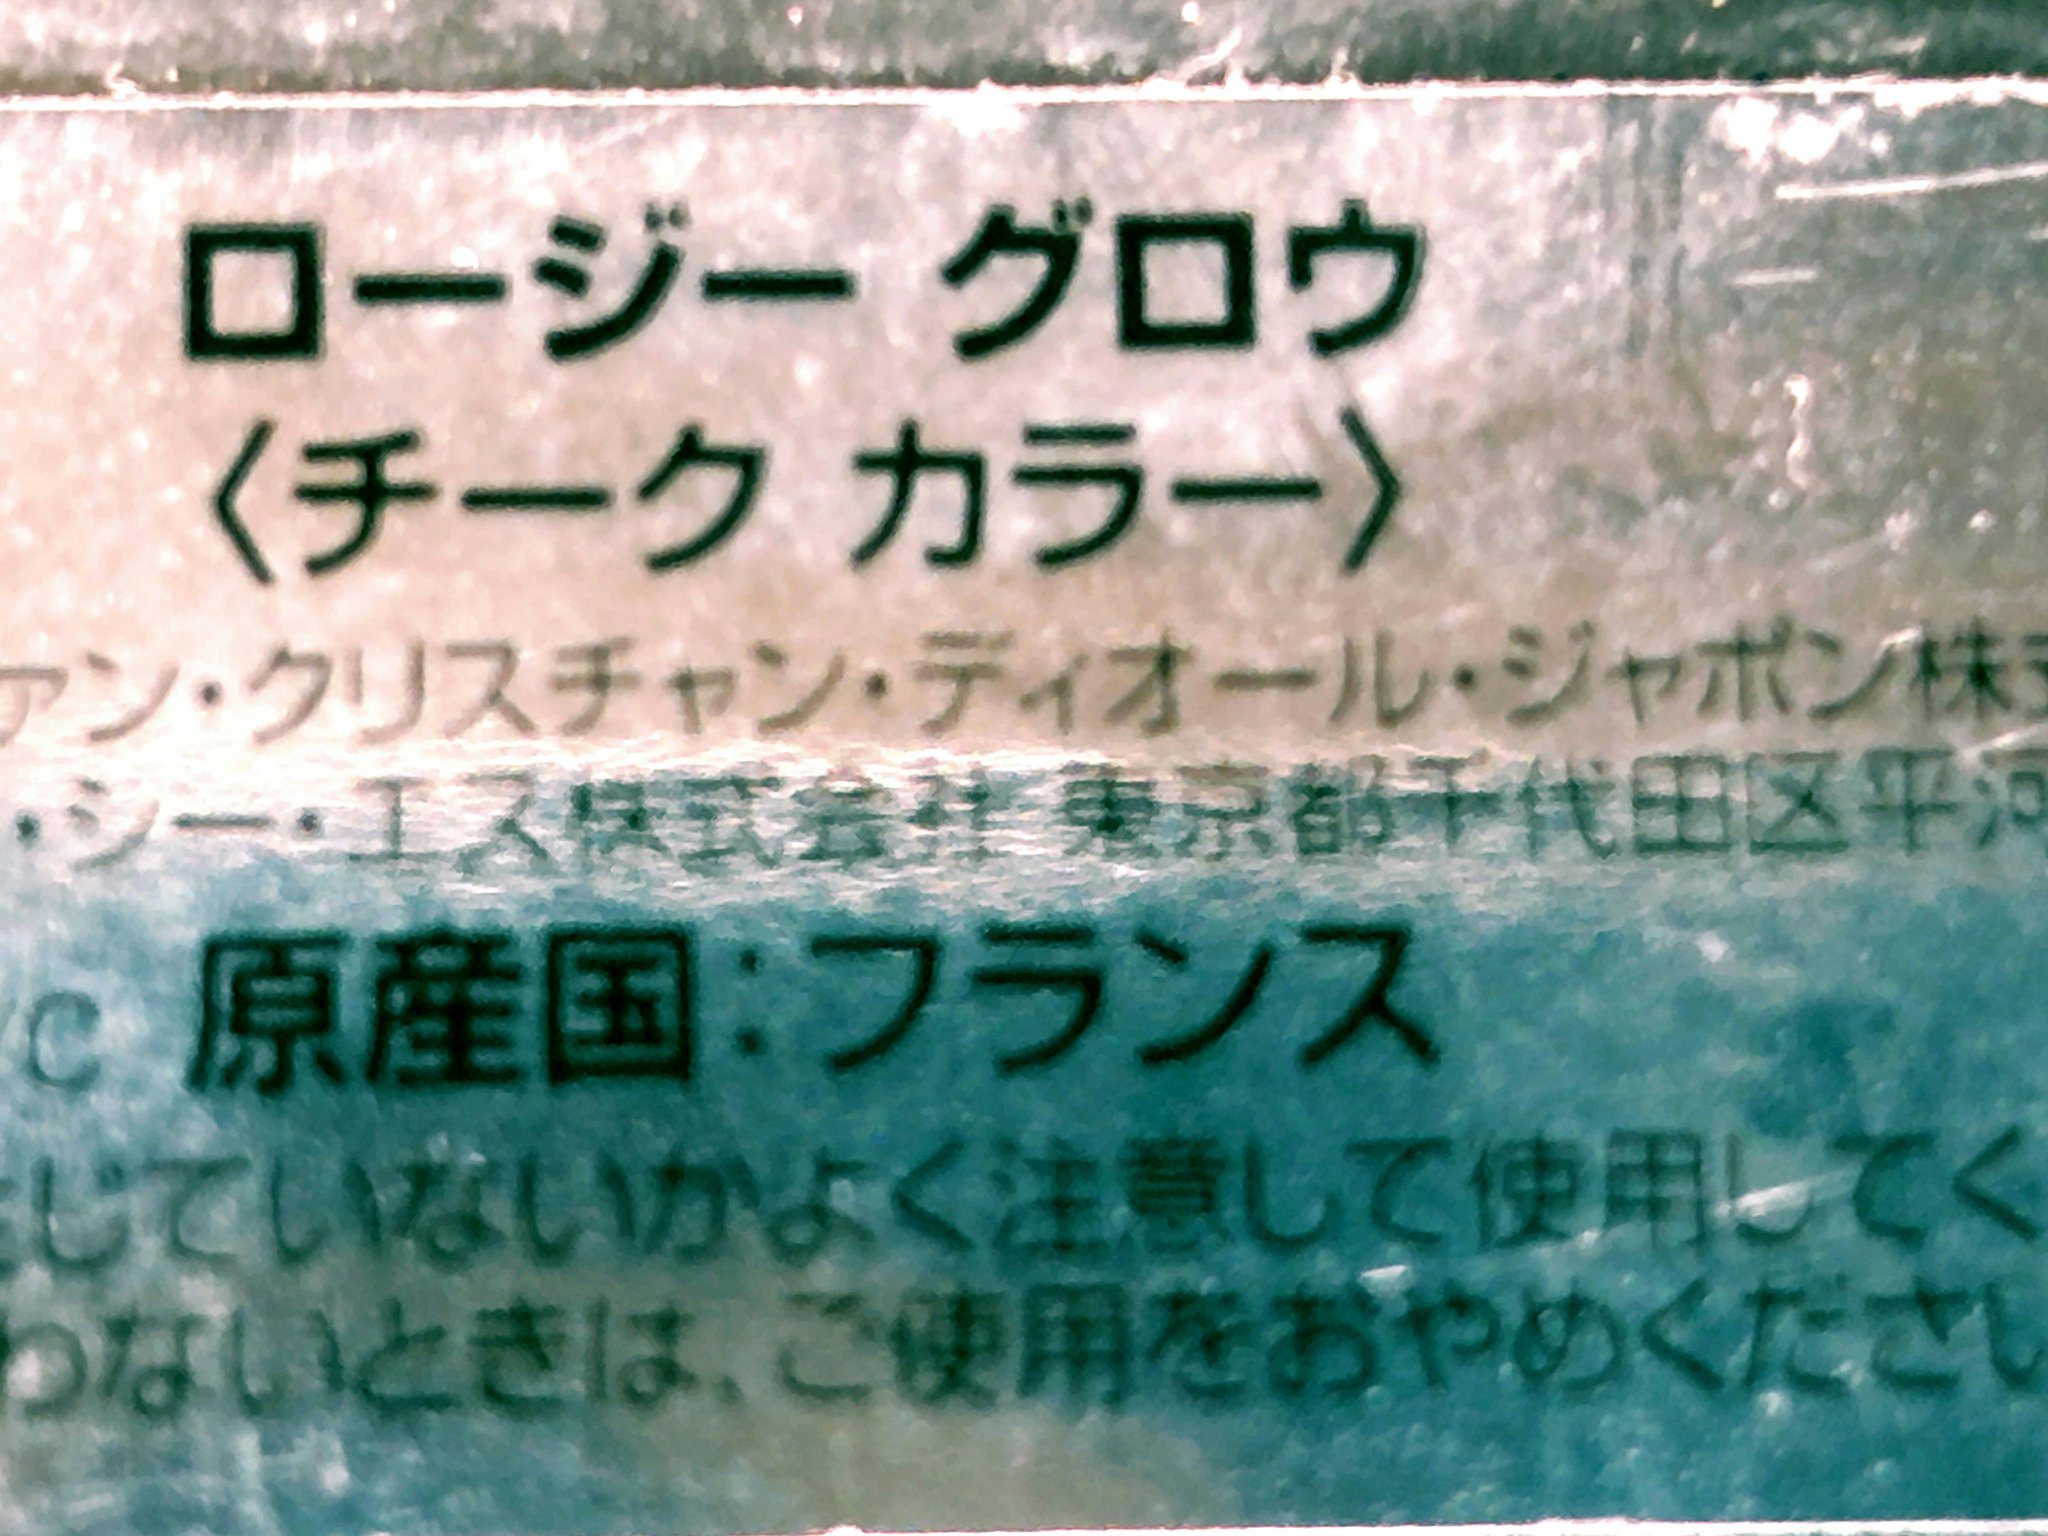 ロージー グロウ
〈チーク カラー〉
アン・クリスチャン・ディオール・ジャポン株式
・シー・エス株式会社 東京都千代田区平河
C 原産国：フランス
じていないかよく注意して使用してく
わないときは、ご使用をおやめくださ